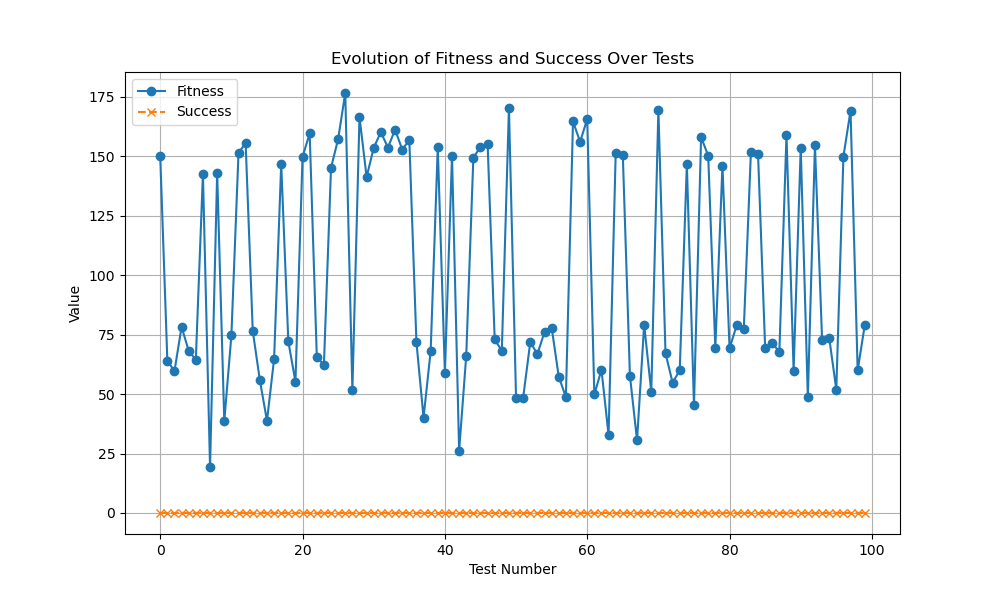 Evolution of Fitness and Success Over Tests
Fitness
Success
175
150
125
100
75
50
25
0
Value
0 20 40 60 80 100
Test Number